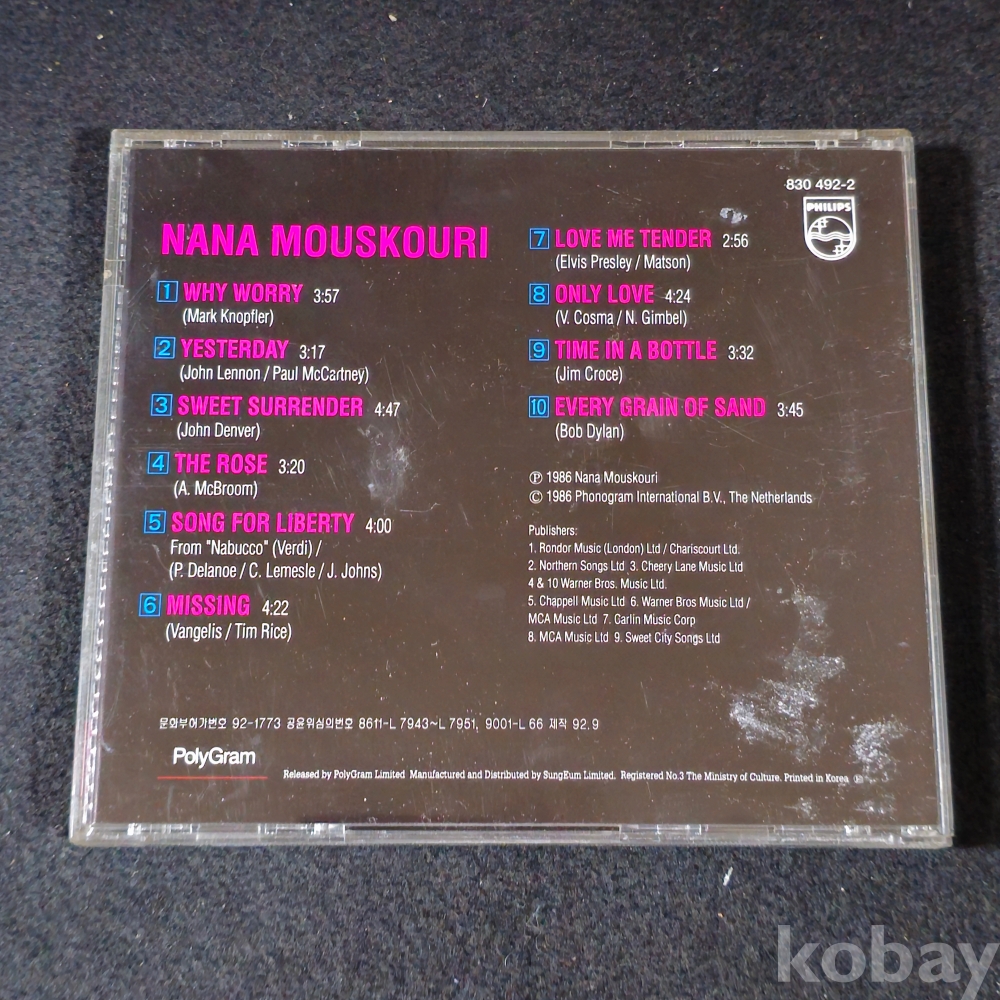 830 492-2
PHILIPS
NANA MOUSKOURI
1 WHY WORRY 3:57
(Mark Knopfler)
2 YESTERDAY 3:17
(John Lennon / Paul McCartney)
3 SWEET SURRENDER 4:47
(John Denver)
4 THE ROSE 3:20
(A. McBroom)
5 SONG FOR LIBERTY 4:00
From "Nabucco" (Verdi) /
(P. Delanoe / C. Lemesle / J. Johns)
6 MISSING 4:22
(Vangelis / Tim Rice)
7 LOVE ME TENDER 2:56
(Elvis Presley / Matson)
8 ONLY LOVE 4:24
(V. Cosma / N. Gimbel)
9 TIME IN A BOTTLE 3:32
(Jim Croce)
10 EVERY GRAIN OF SAND 3:45
(Bob Dylan)
℗ 1986 Nana Mouskouri
© 1986 Phonogram International B.V., The Netherlands
Publishers:
1. Rondor Music (London) Ltd / Chariscourt Ltd.
2. Northern Songs Ltd 3. Cheery Lane Music Ltd
4 & 10 Warner Bros. Music Ltd.
5. Chappell Music Ltd 6. Warner Bros Music Ltd /
MCA Music Ltd 7. Carlin Music Corp
8. MCA Music Ltd 9. Sweet City Songs Ltd
문화부허가번호 92-1773 공윤위심의번호 8611-L 7943~L 7951, 9001-L 66 제작 92.9
PolyGram
Released by PolyGram Limited Manufactured and Distributed by SungEum Limited. Registered No.3 The Ministry of Culture. Printed in Korea
kobay